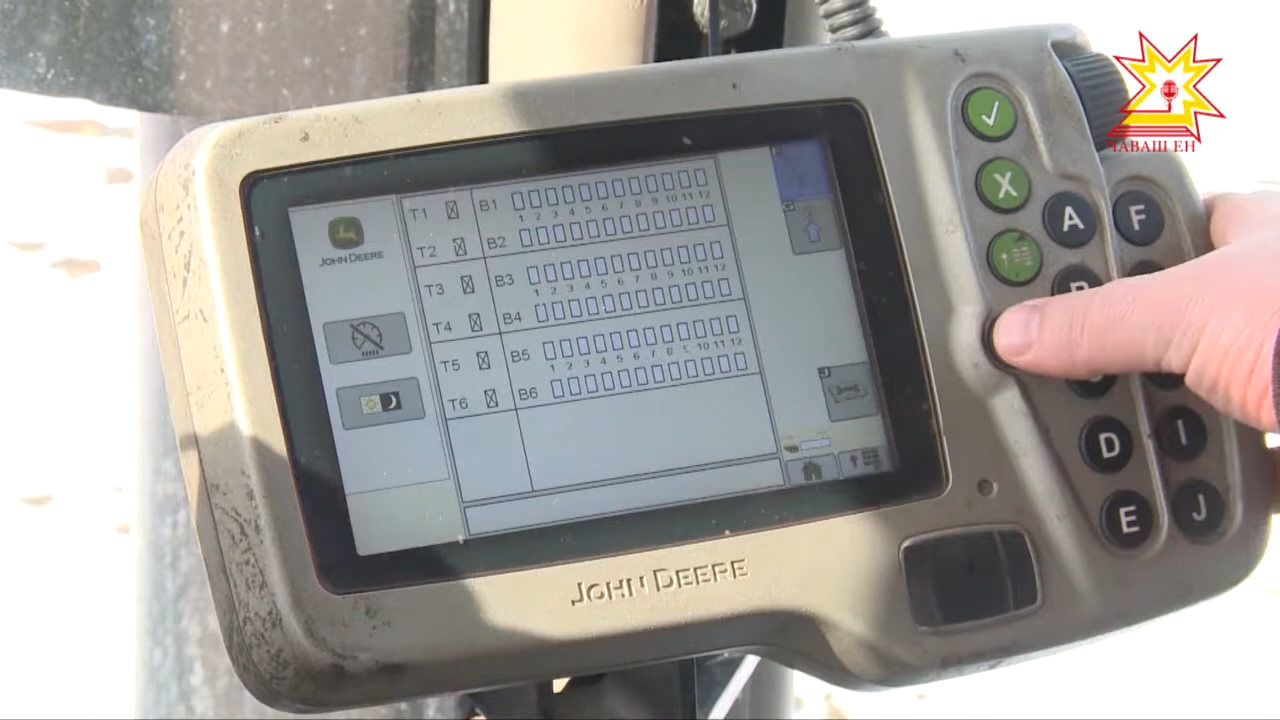 ЧАВАШ ЕН
JOHN DEERE
T1 B1
1 2 3 4 5 6 7 8 9 10 11 12
T2 B2
T3 B3
1 2 3 4 5 6 7 8 9 10 11 12
T4 B4
T5 B5
1 2 3 4 5 6 7 8 9 10 11 12
T6 B6
G
X
A F
D I
E J
JOHN DEERE